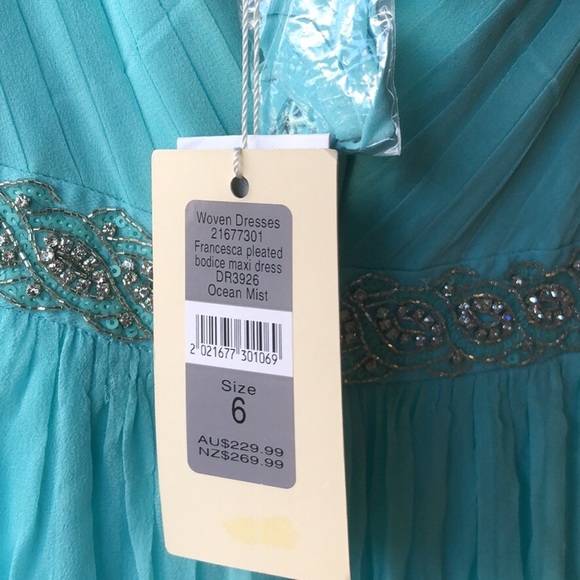 Woven Dresses
21677301
Francesca pleated
bodice maxi dress
DR3926
Ocean Mist
2 021677 301069
Size
6
AU$229.99
NZ$269.99